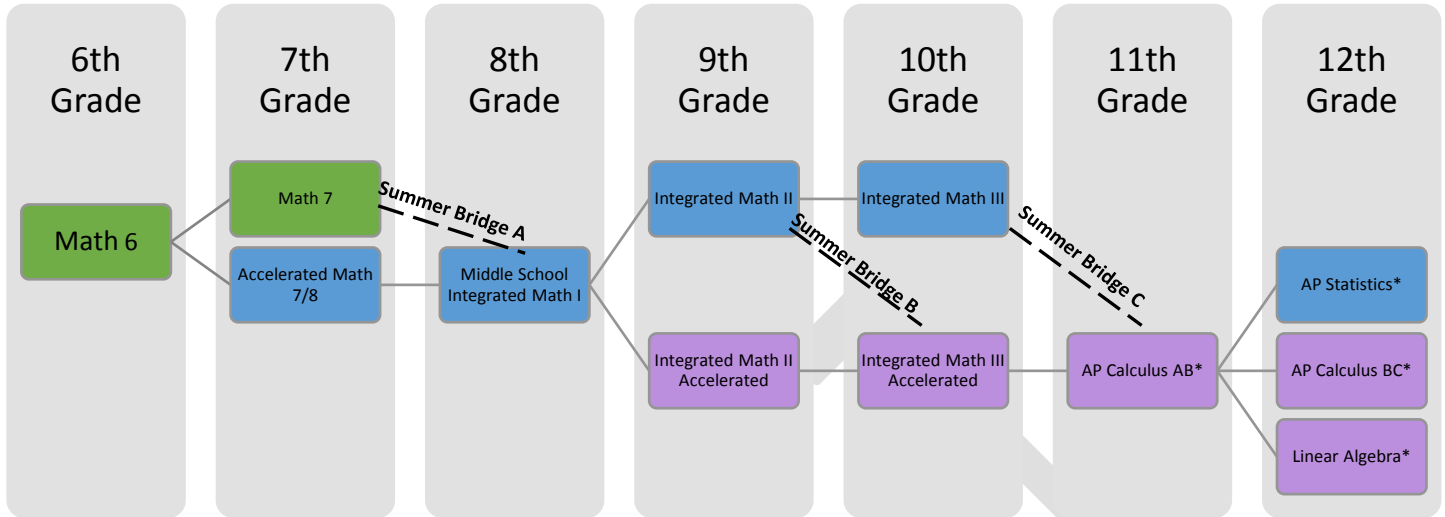 6th
Grade
7th
Grade
8th
Grade
9th
Grade
10th
Grade
11th
Grade
12th
Grade
Math 6
Math 7
Accelerated Math
7/8
Summer Bridge A
Middle School
Integrated Math I
Integrated Math II
Integrated Math II
Accelerated
Summer Bridge B
Integrated Math III
Integrated Math III
Accelerated
Summer Bridge C
AP Calculus AB*
AP Statistics*
AP Calculus BC*
Linear Algebra*